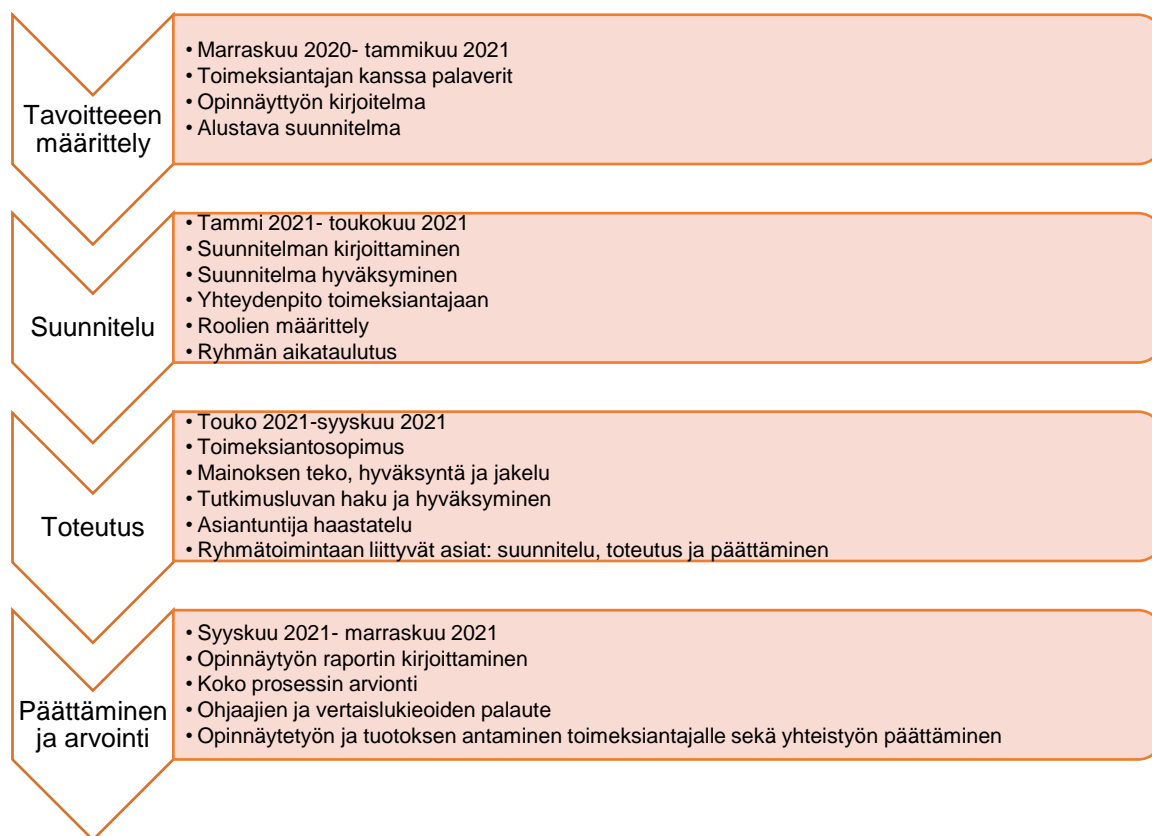 Tavoitteeen
määrittely
• Marraskuu 2020- tammikuu 2021
• Toimeksiantajan kanssa palaverit
• Opinnäyttyön kirjoitelma
• Alustava suunnitelma
Suunnitelu
• Tammi 2021- toukokuu 2021
• Suunnitelman kirjoittaminen
• Suunnitelma hyväksyminen
• Yhteydenpito toimeksiantajaan
• Roolien määrittely
• Ryhmän aikataulutus
Toteutus
• Touko 2021-syyskuu 2021
• Toimeksiantosopimus
• Mainoksen teko, hyväksyntä ja jakelu
• Tutkimusluvan haku ja hyväksyminen
• Asiantuntija haastatelu
• Ryhmätoimintaan liittyvät asiat: suunnitelu, toteutus ja päättäminen
Päättäminen
ja arvointi
• Syyskuu 2021- marraskuu 2021
• Opinnäytyön raportin kirjoittaminen
• Koko prosessin arvionti
• Ohjaajien ja vertaislukieoiden palaute
• Opinnäytetyön ja tuotoksen antaminen toimeksiantajalle sekä yhteistyön päättäminen